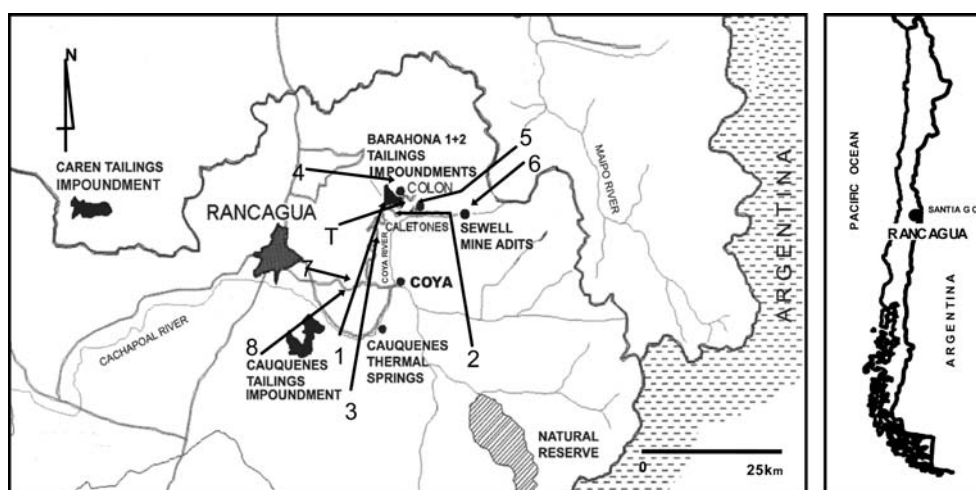 N
CAREN TAILINGS
IMPOUNDMENT
BARAHONA 1+2
TAILINGS
IMPOUNDMENTS
4
5
6
COLON
RANCAGUA
T
CALETONES
SEWELL
MINE ADITS
MAIPO RIVER
ARGENTINA
COYA RIVER
7
COYA
CACHAPOAL RIVER
8
1
2
3
CAUQUENES
TAILINGS
IMPOUNDMENT
CAUQUENES
THERMAL
SPRINGS
NATURAL
RESERVE
0
25km
PACIFIC OCEAN
SANTIAGO
RANCAGUA
ARGENTINA